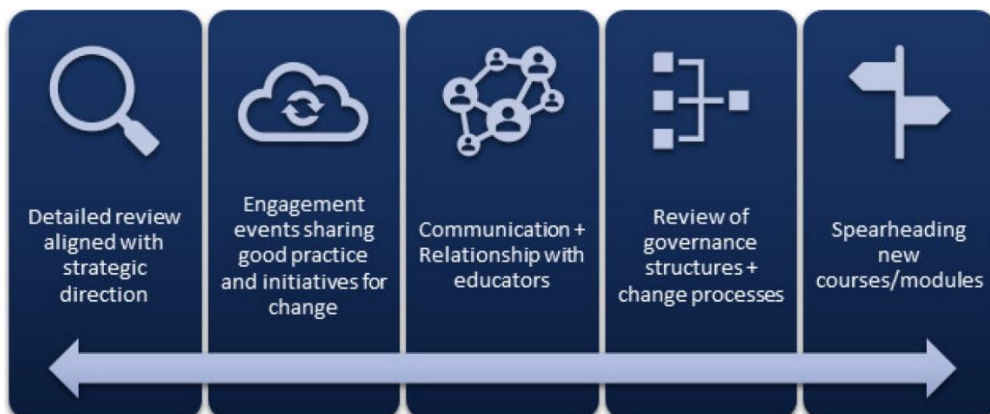 Detailed review
aligned with
strategic
direction
Engagement
events sharing
good practice
and initiatives for
change
Communication +
Relationship with
educators
Review of
governance
structures +
change processes
Spearheading
new
courses/modules